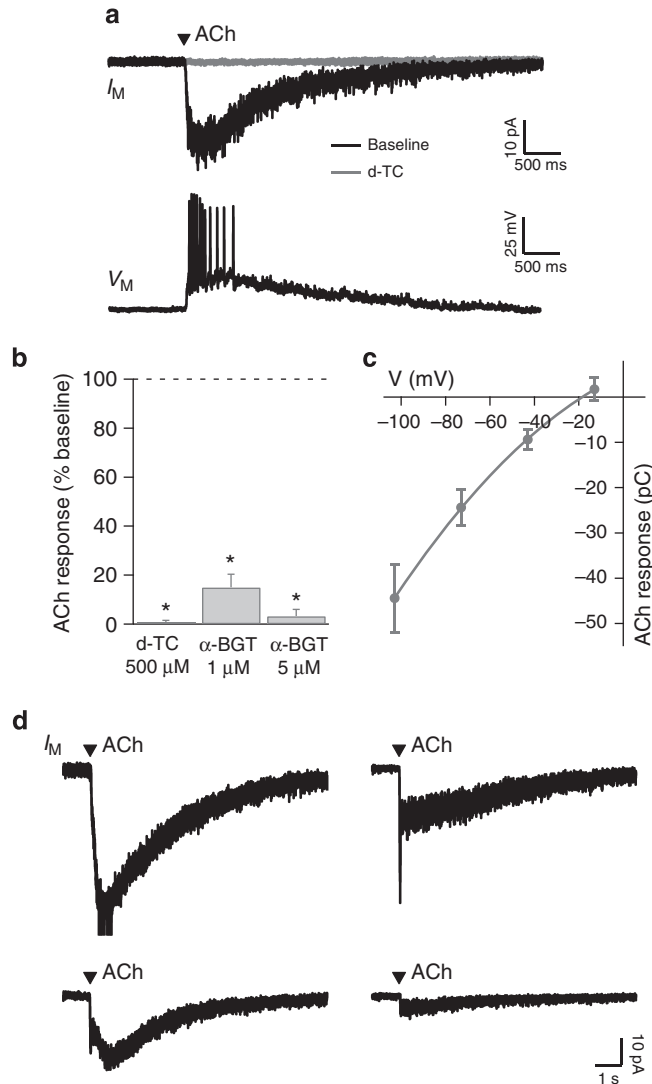 a
ACh
I_M
Baseline
d-TC
10 pA
500 ms
V_M
25 mV
500 ms
b
ACh response (% baseline)
100
80
60
40
20
0
*
*
*
d-TC
500 μM
α-BGT
1 μM
α-BGT
5 μM
c
V (mV)
−100 −80 −60 −40 −20
−10
−20
−30
−40
−50
ACh response (pC)
d
I_M
ACh
ACh
ACh
ACh
10 pA
1 s